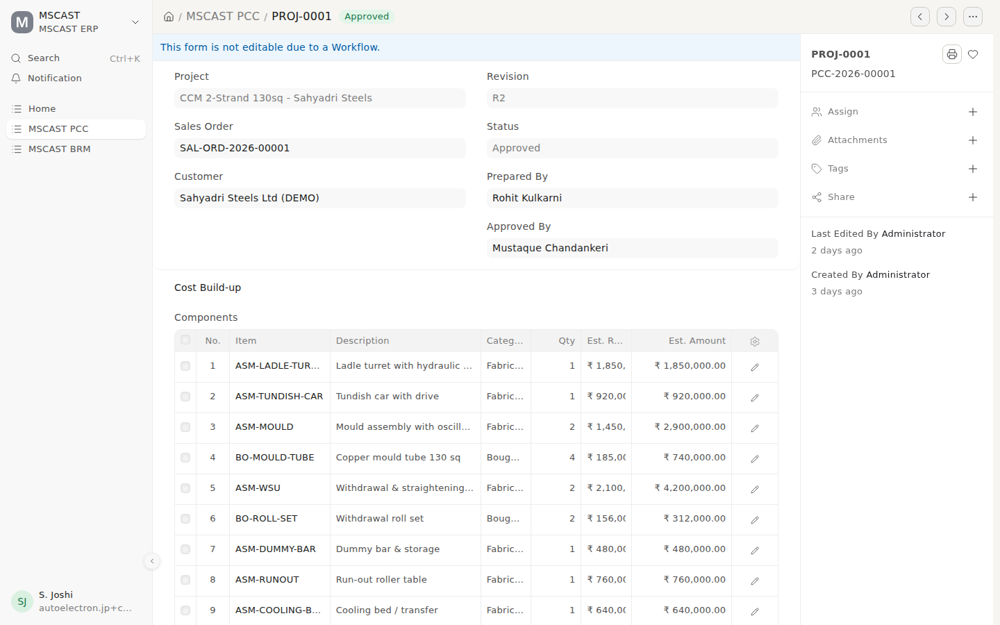 M
MSCAST
MSCAST ERP
Search
Ctrl+K
Notification
Home
MSCAST PCC
MSCAST BRM
SJ
S. Joshi
autoelectron.jp+c...
/ MSCAST PCC / PROJ-0001 Approved
This form is not editable due to a Workflow.
Project
CCM 2-Strand 130sq - Sahyadri Steels
Sales Order
SAL-ORD-2026-00001
Customer
Sahyadri Steels Ltd (DEMO)
Revision
R2
Status
Approved
Prepared By
Rohit Kulkarni
Approved By
Mustaque Chandankeri
Cost Build-up
Components
No. Item Description Categ... Qty Est. R... Est. Amount
1 ASM-LADLE-TUR... Ladle turret with hydraulic ... Fabric... 1 ₹ 1,850, ₹ 1,850,000.00
2 ASM-TUNDISH-CAR Tundish car with drive Fabric... 1 ₹ 920,00 ₹ 920,000.00
3 ASM-MOULD Mould assembly with oscill... Fabric... 2 ₹ 1,450, ₹ 2,900,000.00
4 BO-MOULD-TUBE Copper mould tube 130 sq Boug... 4 ₹ 185,00 ₹ 740,000.00
5 ASM-WSU Withdrawal & straightening... Fabric... 2 ₹ 2,100, ₹ 4,200,000.00
6 BO-ROLL-SET Withdrawal roll set Boug... 2 ₹ 156,00 ₹ 312,000.00
7 ASM-DUMMY-BAR Dummy bar & storage Fabric... 1 ₹ 480,00 ₹ 480,000.00
8 ASM-RUNOUT Run-out roller table Fabric... 1 ₹ 760,00 ₹ 760,000.00
9 ASM-COOLING-B... Cooling bed / transfer Fabric... 1 ₹ 640,00 ₹ 640,000.00
PROJ-0001
PCC-2026-00001
Assign
Attachments
Tags
Share
Last Edited By Administrator
2 days ago
Created By Administrator
3 days ago